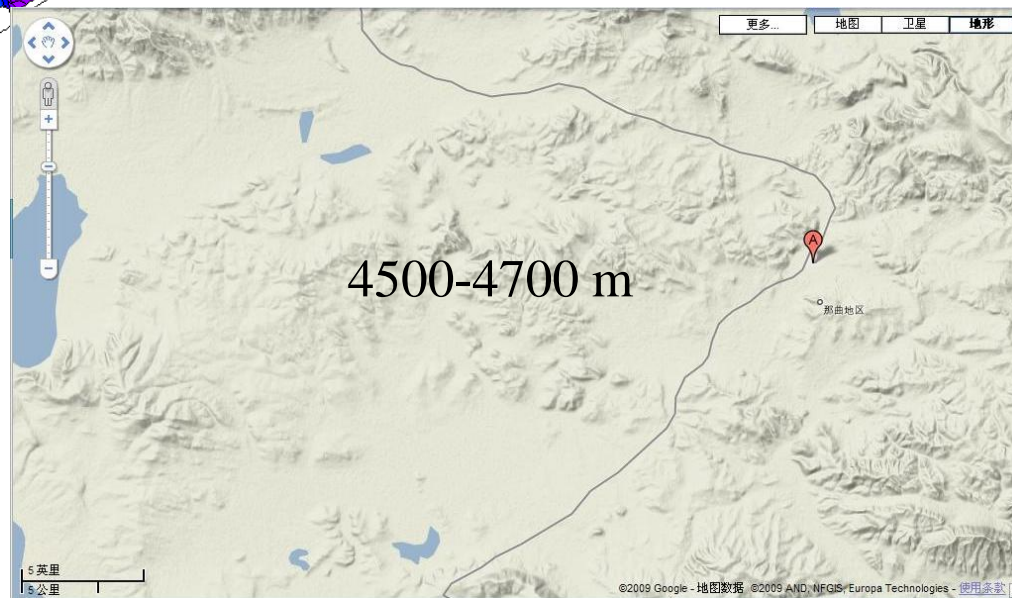 更多... 地图 卫星 地形
A
4500-4700 m
那曲地区
5 英里
5 公里
©2009 Google - 地图数据 ©2009 AND, NFGIS, Europa Technologies - 使用条款